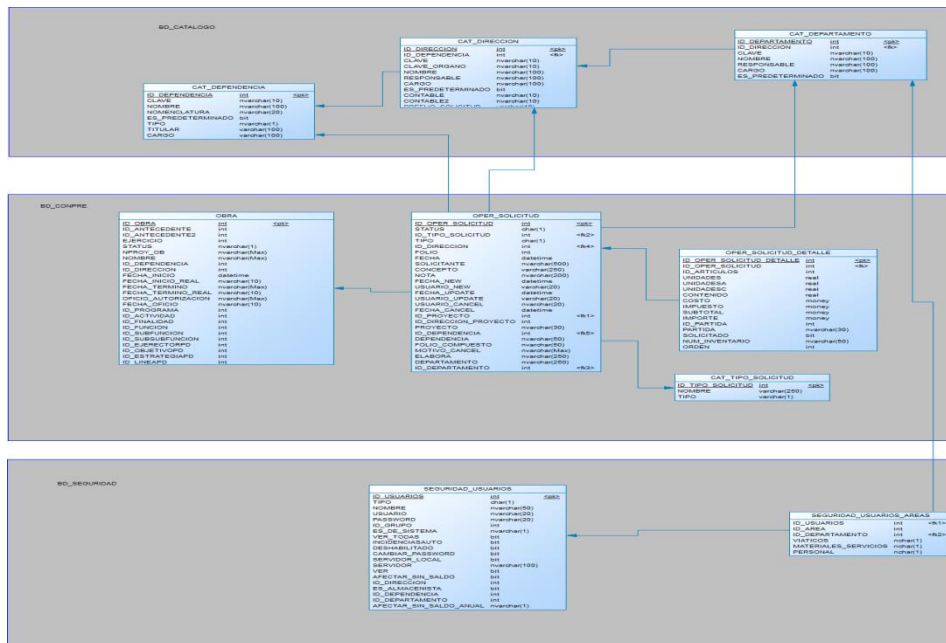 BD_CATALOGO
CAT_DEPENDENCIA
ID_DEPENDENCIA int <pk>
CLAVE nvarchar(10)
NOMBRE nvarchar(100)
NOMENCLATURA nvarchar(20)
ES_PREDETERMINADO bit
TIPO nvarchar(1)
TITULAR varchar(100)
CARGO varchar(100)
CAT_DIRECCION
ID_DIRECCION int <pk>
ID_DEPENDENCIA int <fk>
CLAVE nvarchar(10)
CLAVE_ORGANO nvarchar(10)
NOMBRE nvarchar(100)
RESPONSABLE nvarchar(100)
CARGO nvarchar(100)
ES_PREDETERMINADO bit
CONTABLE nvarchar(10)
CONTABLE2 nvarchar(10)
CAT_DEPARTAMENTO
ID_DEPARTAMENTO int <pk>
ID_DIRECCION int <fk>
CLAVE nvarchar(10)
NOMBRE nvarchar(100)
RESPONSABLE nvarchar(100)
CARGO nvarchar(100)
ES_PREDETERMINADO bit
BD_CONPRE
OBRA
ID_OBRA int <pk>
ID_ANTECEDENTE int
ID_ANTECEDENTE2 int
EJERCICIO int
STATUS nvarchar(1)
NPROY_OB nvarchar(Max)
NOMBRE nvarchar(Max)
ID_DEPENDENCIA int
ID_DIRECCION int
FECHA_INICIO datetime
FECHA_INICIO_REAL nvarchar(10)
FECHA_TERMINO nvarchar(Max)
FECHA_TERMINO_REAL nvarchar(10)
OFICIO_AUTORIZACION nvarchar(Max)
FECHA_OFICIO nvarchar(10)
ID_PROGRAMA int
ID_ACTIVIDAD int
ID_FINALIDAD int
ID_FUNCION int
ID_SUBFUNCION int
ID_SUBSUBFUNCION int
ID_EJERECTORPD int
ID_OBJETIVOPD int
ID_ESTRATEGIAPD int
ID_LINEAPD int
OPER_SOLICITUD
ID_OPER_SOLICITUD int <pk>
STATUS char(1)
ID_TIPO_SOLICITUD int <fk2>
TIPO char(1)
ID_DIRECCION int <fk4>
FOLIO int
FECHA datetime
SOLICITANTE nvarchar(500)
CONCEPTO varchar(250)
NOTA nvarchar(200)
FECHA_NEW datetime
USUARIO_NEW varchar(20)
FECHA_UPDATE datetime
USUARIO_UPDATE varchar(20)
USUARIO_CANCEL nvarchar(20)
FECHA_CANCEL datetime
ID_PROYECTO int <fk1>
ID_DIRECCION_PROYECTO int
PROYECTO nvarchar(30)
ID_DEPENDENCIA int
DEPENDENCIA nvarchar(50)
FOLIO_COMPUESTO nvarchar(50)
MOTIVO_CANCEL nvarchar(Max)
ELABORA nvarchar(250)
DEPARTAMENTO nvarchar(250)
ID_DEPARTAMENTO int <fk3>
OPER_SOLICITUD_DETALLE
ID_OPER_SOLICITUD_DETALLE int <pk>
ID_OPER_SOLICITUD int <fk>
ID_ARTICULOS int
UNIDADES real
UNIDADESA real
UNIDADESC real
CONTENIDO real
COSTO money
IMPUESTO money
SUBTOTAL money
IMPORTE money
ID_PARTIDA int
PARTIDA nvarchar(30)
SOLICITADO bit
NUM_INVENTARIO nvarchar(50)
ORDEN int
CAT_TIPO_SOLICITUD
ID_TIPO_SOLICITUD int <pk>
NOMBRE varchar(250)
TIPO varchar(1)
BD_SEGURIDAD
SEGURIDAD_USUARIOS
ID_USUARIOS int <pk>
TIPO char(1)
NOMBRE nvarchar(50)
USUARIO nvarchar(20)
PASSWORD nvarchar(20)
ID_GRUPO int
ES_DE_SISTEMA nvarchar(1)
VER_TODAS bit
INCIDENCIASAUTO bit
DESHABILITADO bit
CAMBIAR_PASSWORD bit
SERVIDOR_LOCAL bit
SERVIDOR nvarchar(100)
VER bit
AFECTAR_SIN_SALDO bit
ID_DIRECCION int
ES_ALMACENISTA bit
ID_DEPENDENCIA int
ID_DEPARTAMENTO int
AFECTAR_SIN_SALDO_ANUAL nvarchar(1)
SEGURIDAD_USUARIOS_AREAS
ID_USUARIOS int <fk1>
ID_AREA int
ID_DEPARTAMENTO int <fk2>
VIATICOS nchar(1)
MATERIALES_SERVICIOS nchar(1)
PERSONAL nchar(1)